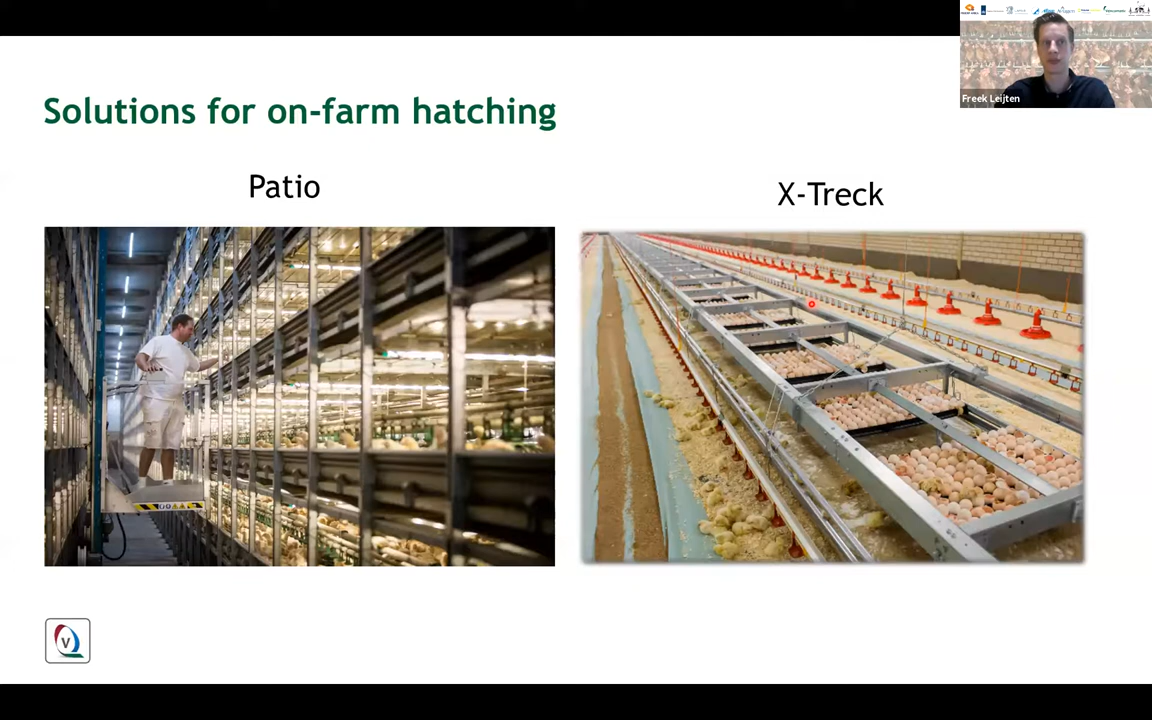 Solutions for on-farm hatching
Freek Leijten
Patio
X-Treck
V